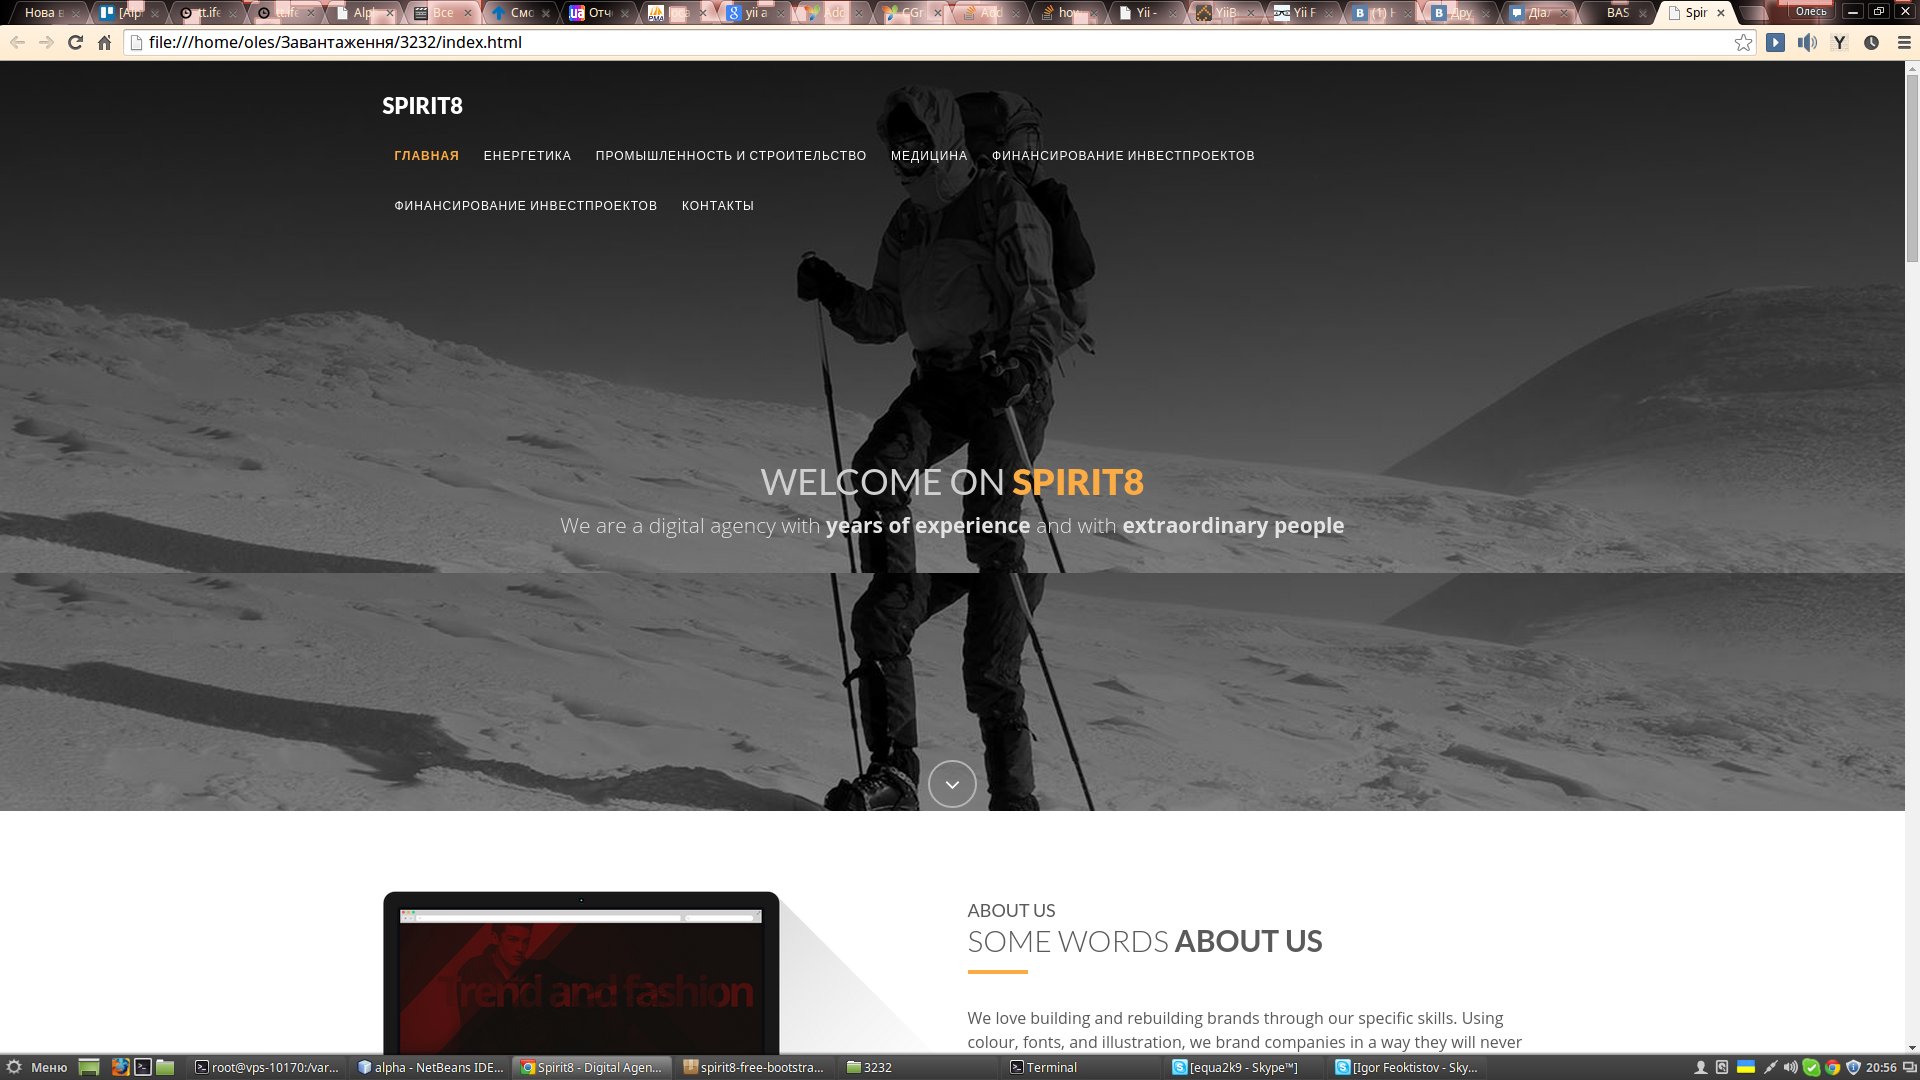 Нова в
[Alp
tt.ife
tt.ife
Alpl
Все
Смо
Отч
loca
yii a
Add
CGr
Add
hov
Yii -
YiiB
Yii F
(1) Н
Дру
Діа
BAS
Spir
Олесь
file:///home/oles/Завантаження/3232/index.html
SPIRIT8
ГЛАВНАЯ ЕНЕРГЕТИКА ПРОМЫШЛЕННОСТЬ И СТРОИТЕЛЬСТВО МЕДИЦИНА ФИНАНСИРОВАНИЕ ИНВЕСТПРОЕКТОВ
ФИНАНСИРОВАНИЕ ИНВЕСТПРОЕКТОВ КОНТАКТЫ
WELCOME ON SPIRIT8
We are a digital agency with years of experience and with extraordinary people
ABOUT US
SOME WORDS ABOUT US
Trend and fashion
We love building and rebuilding brands through our specific skills. Using
colour, fonts, and illustration, we brand companies in a way they will never
Меню
root@vps-10170:/var...
alpha - NetBeans IDE...
Spirit8 - Digital Agen...
spirit8-free-bootstra...
3232
Terminal
[equa2k9 - Skype™]
[Igor Feoktistov - Sky...
20:56